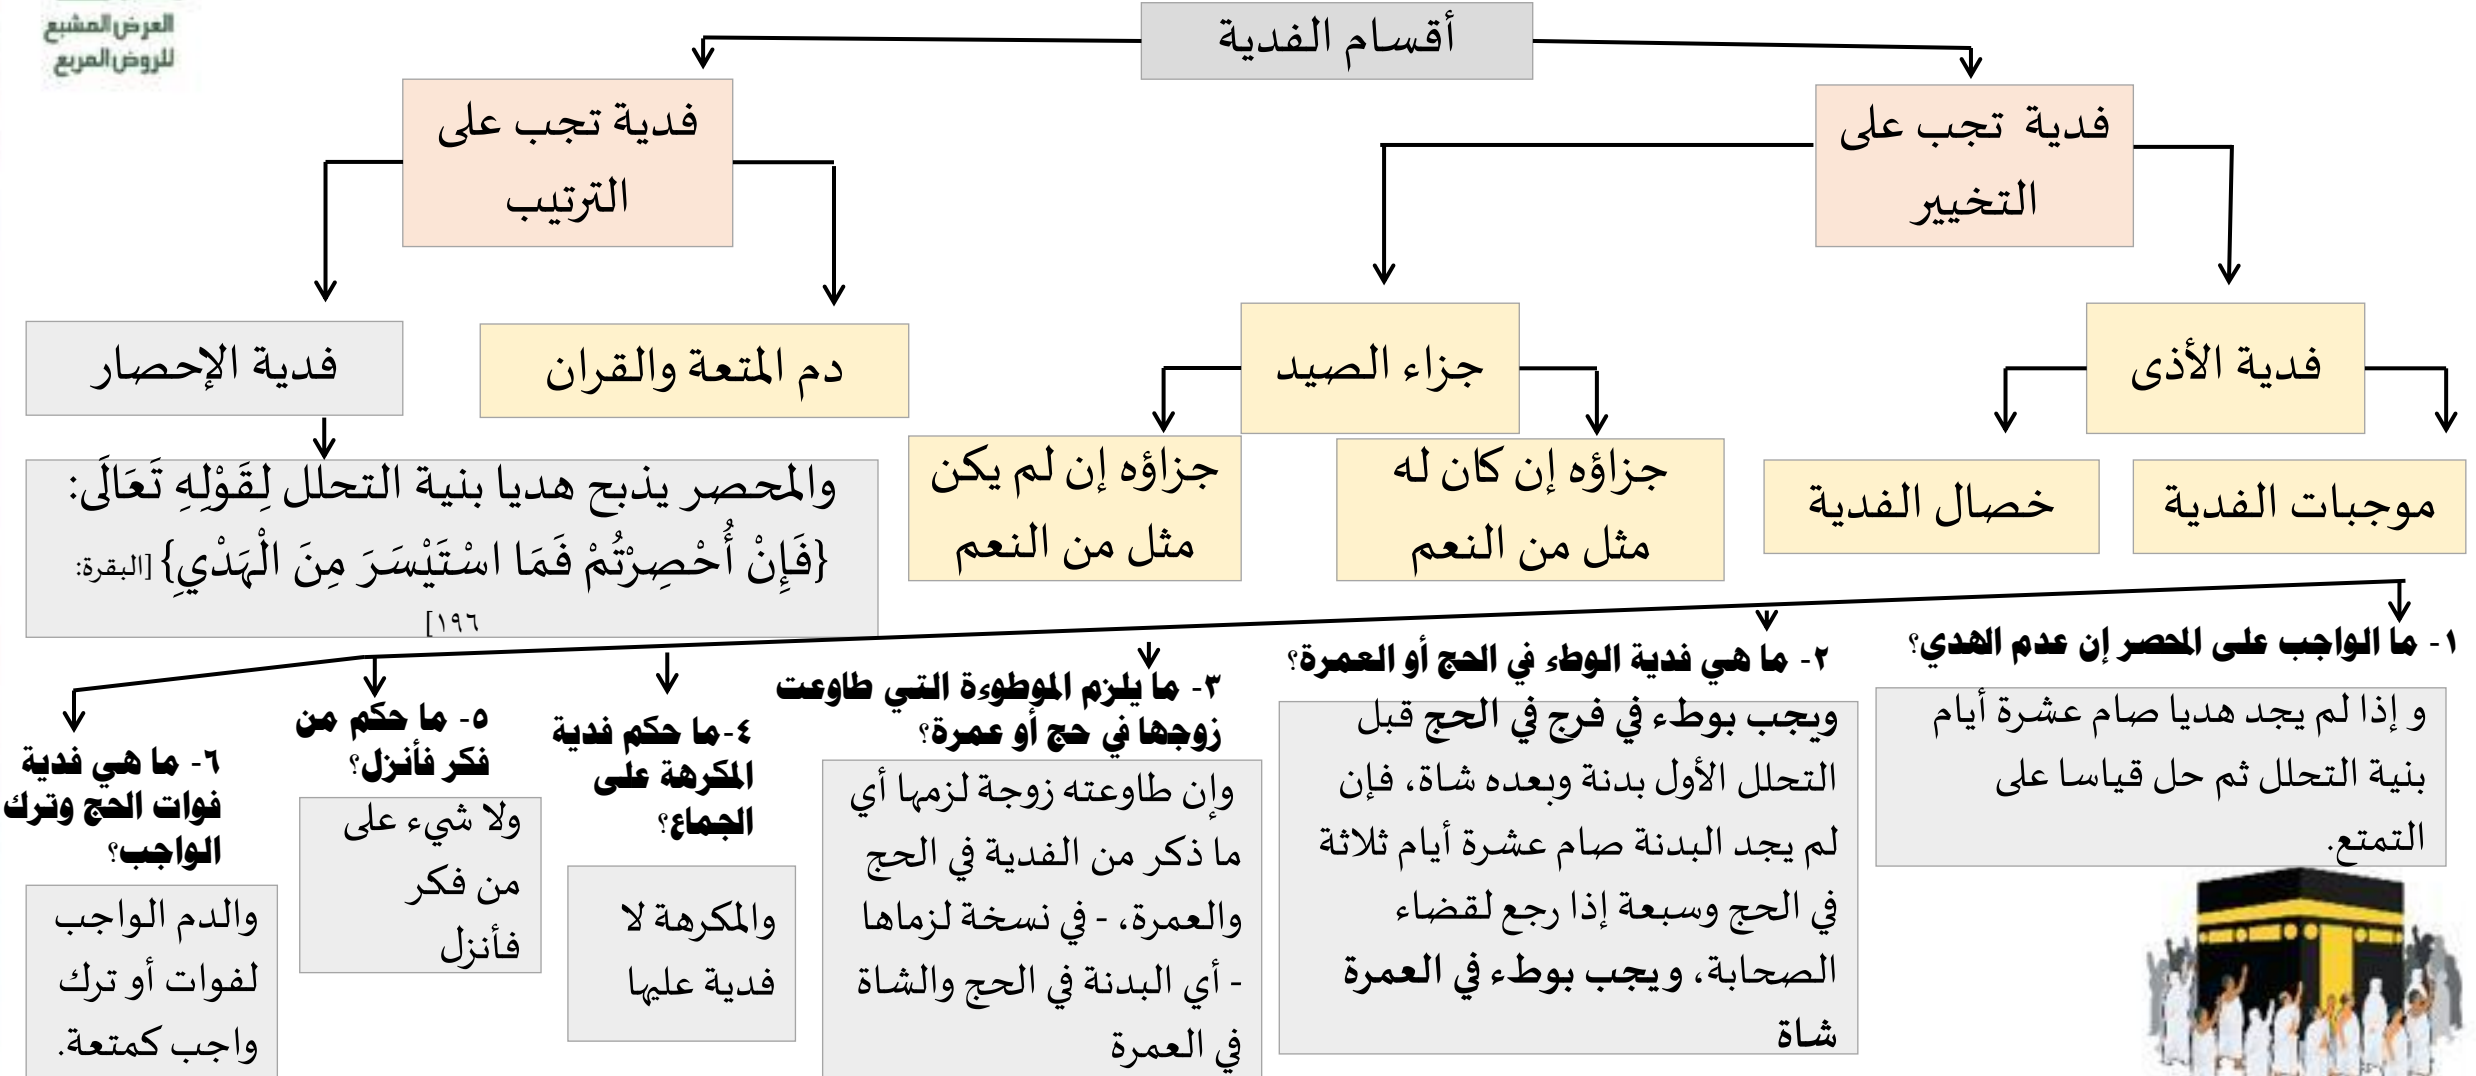 العرض المشبع
للروض المربع
أقسام الفدية
فدية تجب على
التخيير
فدية تجب على
الترتيب
فدية الأذى
جزاء الصيد
دم المتعة والقران
فدية الإحصار
موجبات الفدية
خصال الفدية
جزاؤه إن كان له
مثل من النعم
جزاؤه إن لم يكن
مثل من النعم
والمحصر يذبح هديا بنية التحلل لِقَوْلِهِ تَعَالَى:
{فَإِنْ أُحْصِرْتُمْ فَمَا اسْتَيْسَرَ مِنَ الْهَدْيِ} [البقرة:
١٩٦]
١- ما الواجب على المحصر إن عدم الهدي؟
و إذا لم يجد هديا صام عشرة أيام
بنية التحلل ثم حل قياسا على
التمتع.
٢- ما هي فدية الوطء في الحج أو العمرة؟
ويجب بوطء في فرج في الحج قبل
التحلل الأول بدنة وبعده شاة، فإن
لم يجد البدنة صام عشرة أيام ثلاثة
في الحج وسبعة إذا رجع لقضاء
الصحابة، ويجب بوطء في العمرة
شاة
٣- ما يلزم الموطوءة التي طاوعت
زوجها في حج أو عمرة؟
وإن طاوعته زوجة لزمها أي
ما ذكر من الفدية في الحج
والعمرة، - في نسخة لزماها
- أي البدنة في الحج والشاة
في العمرة
٤-ما حكم فدية
المكرهة على
الجماع؟
والمكرهة لا
فدية عليها
٥- ما حكم من
فكر فأنزل؟
ولا شيء على
من فكر
فأنزل
٦- ما هي فدية
فوات الحج وترك
الواجب؟
والدم الواجب
لفوات أو ترك
واجب كمتعة.